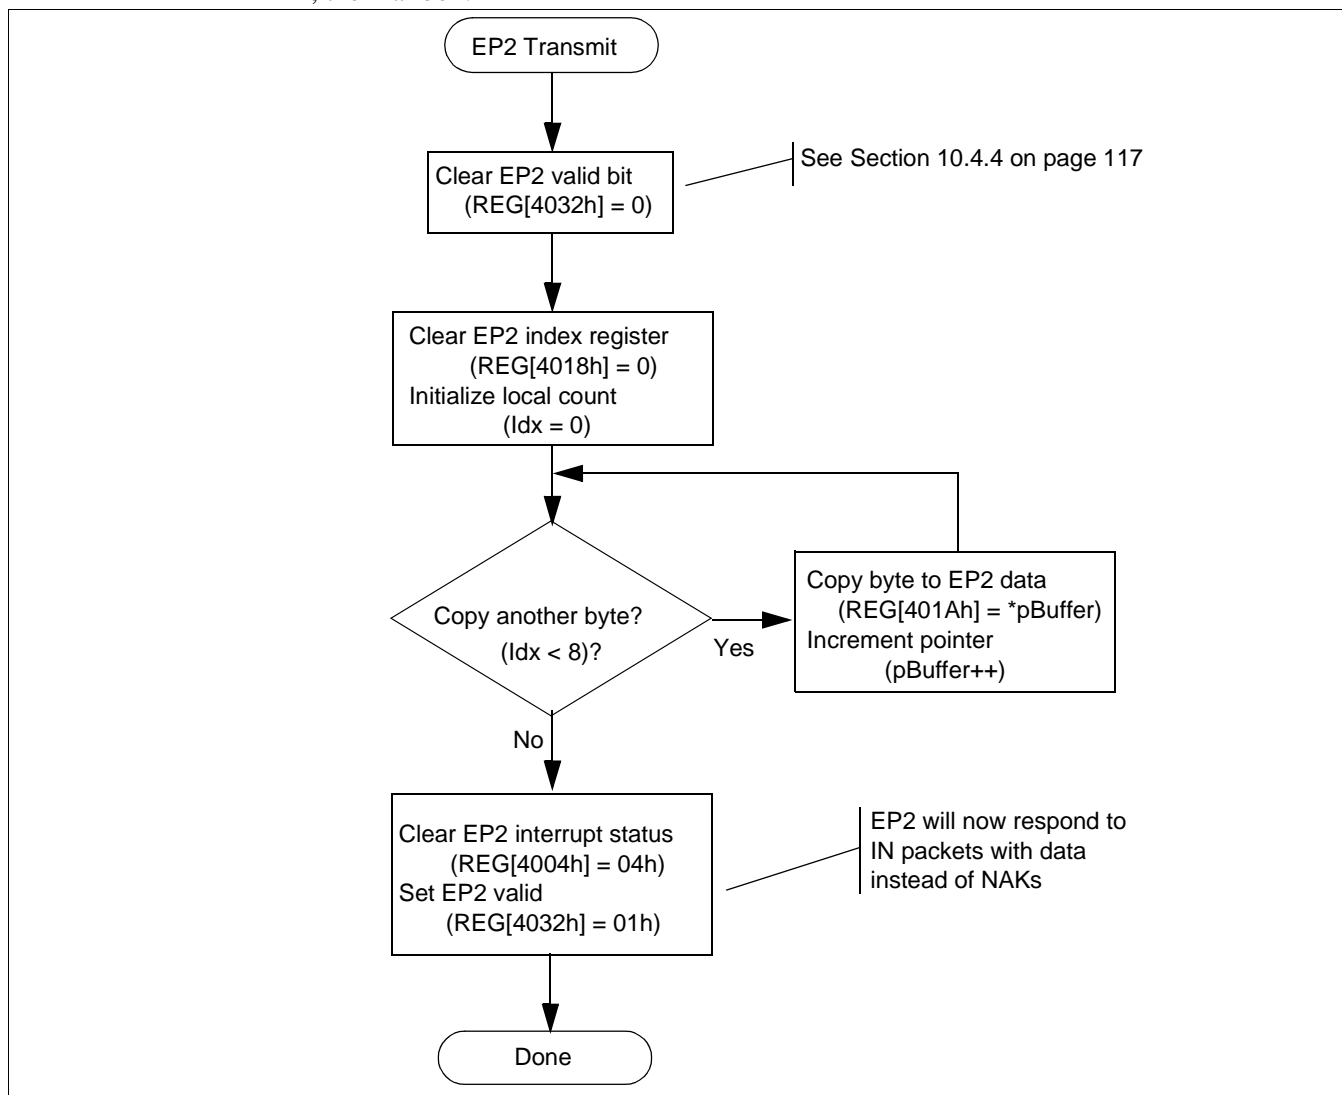 EP2 Transmit
Clear EP2 valid bit
(REG[4032h] = 0)
See Section 10.4.4 on page 117
Clear EP2 index register
(REG[4018h] = 0)
Initialize local count
(Idx = 0)
Copy another byte?
(Idx < 8)?
Yes
Copy byte to EP2 data
(REG[401Ah] = *pBuffer)
Increment pointer
(pBuffer++)
No
Clear EP2 interrupt status
(REG[4004h] = 04h)
Set EP2 valid
(REG[4032h] = 01h)
EP2 will now respond to
IN packets with data
instead of NAKs
Done